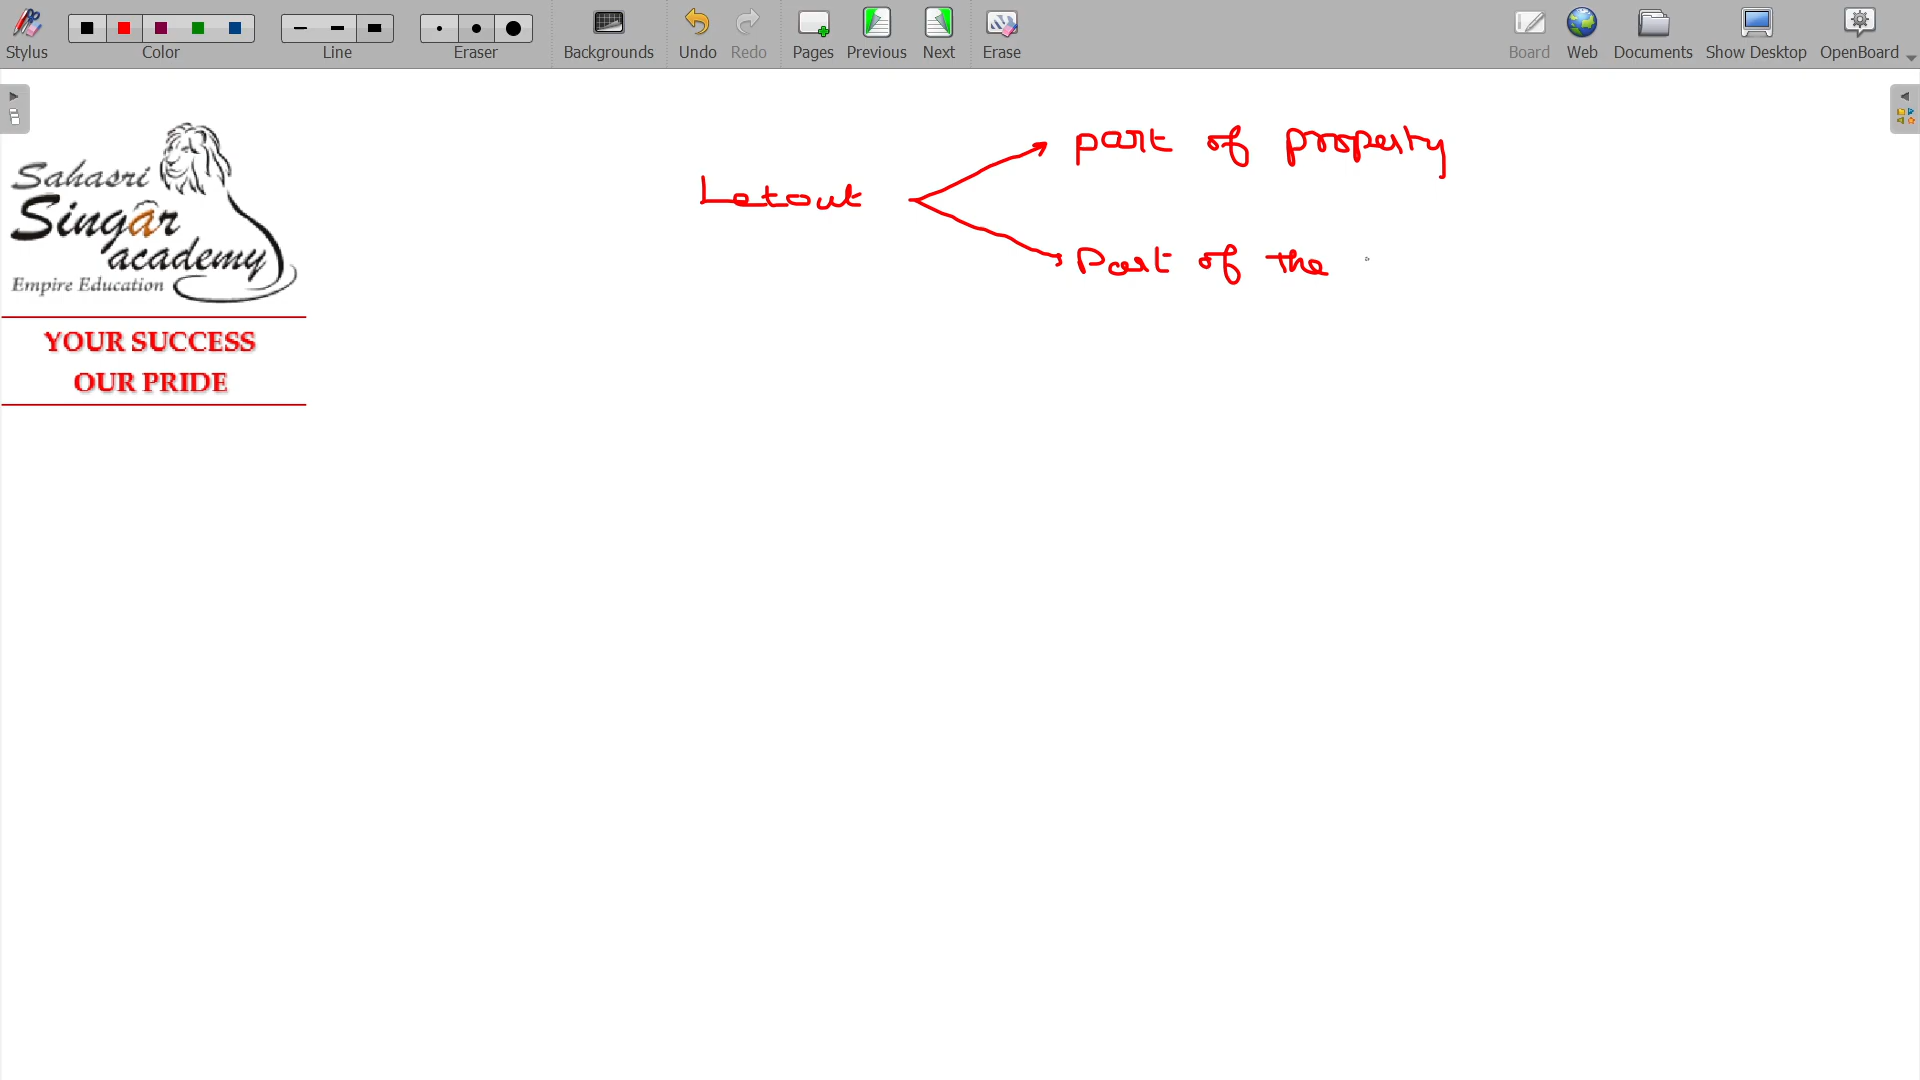 Stylus Color Line Eraser Backgrounds Undo Redo Pages Previous Next Erase Board Web Documents Show Desktop OpenBoard
Sahasri
Singar
academy
Empire Education
YOUR SUCCESS
OUR PRIDE
part of property
Letout
Part of the